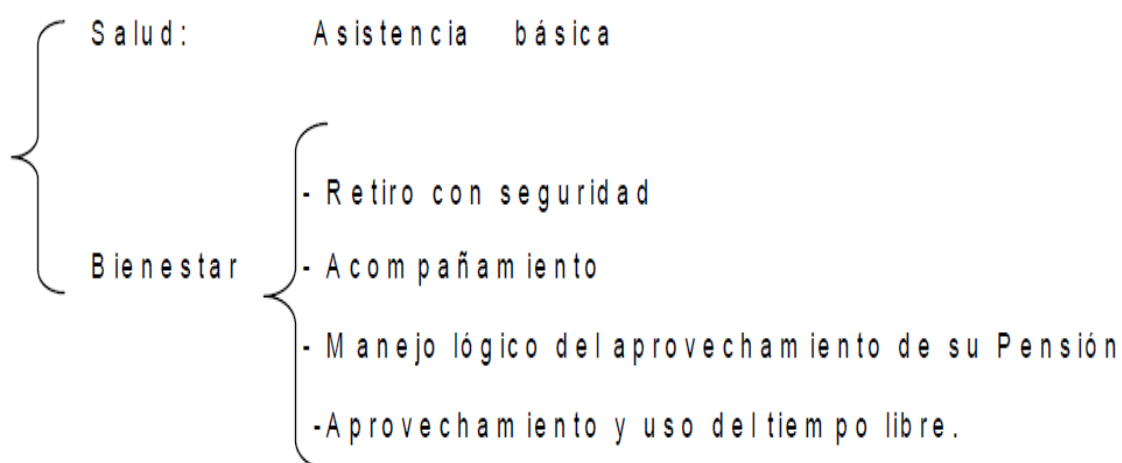 Salud: Asistencia básica
- Retiro con seguridad
Bienestar - Acompañamiento
- Manejo lógico del aprovechamiento de su Pensión
-Aprovechamiento y uso del tiempo libre.